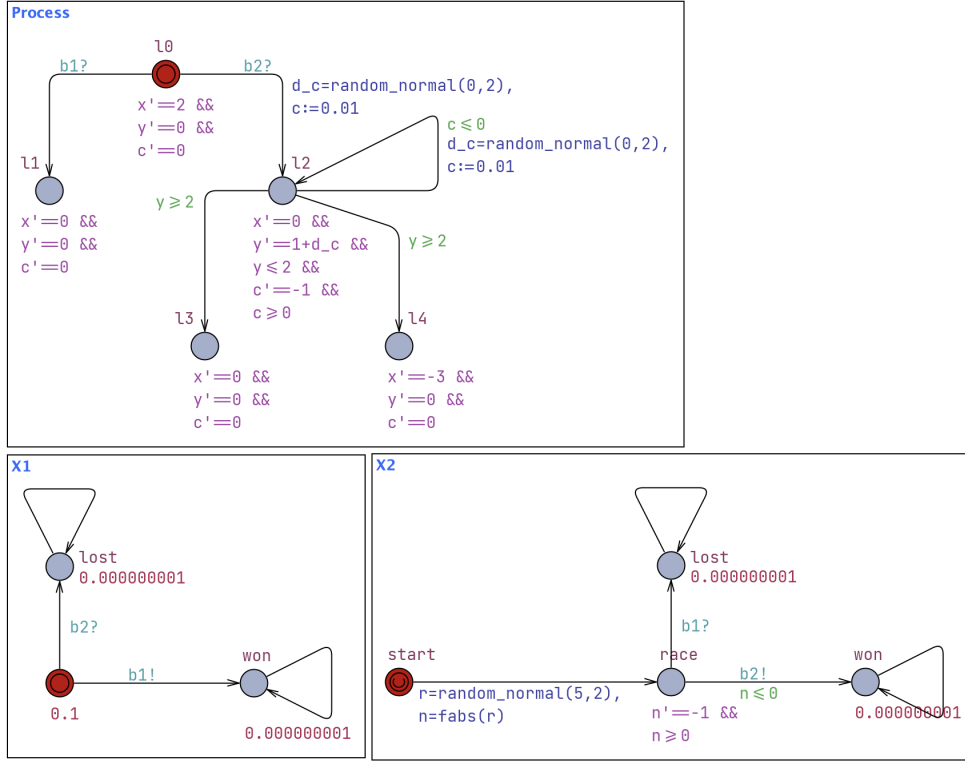 Process
l0
b1?
b2?
d_c=random_normal(0,2),
c:=0.01
x'==2 &&
y'==0 &&
c'==0
c≤0
d_c=random_normal(0,2),
c:=0.01
l1
l2
x'==0 &&
y'==0 &&
c'==0
y≥2
x'==0 &&
y'==1+d_c &&
y≤2 &&
c'==-1 &&
c≥0
y≥2
l3
l4
x'==0 &&
y'==0 &&
c'==0
x'==-3 &&
y'==0 &&
c'==0
X1
lost
0.000000001
b2?
won
b1!
0.1
0.000000001
X2
lost
0.000000001
b1?
start
race
won
b2!
n≤0
r=random_normal(5,2),
n=fabs(r)
n'==-1 &&
n≥0
0.000000001